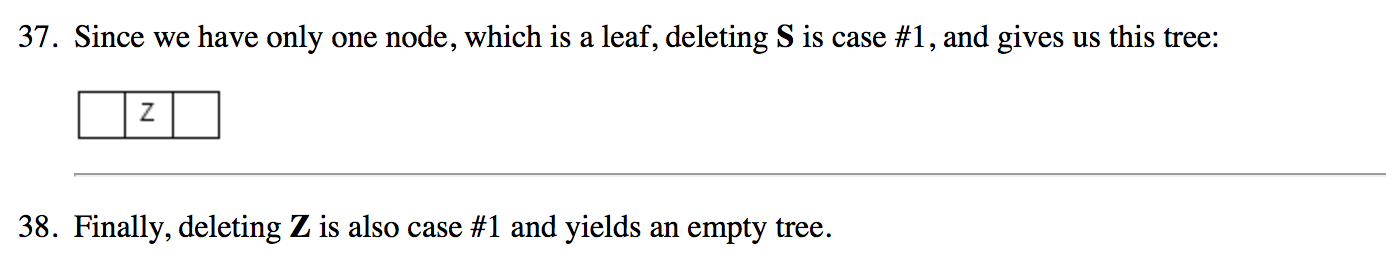 37. Since we have only one node, which is a leaf, deleting S is case #1, and gives us this tree:
Z
38. Finally, deleting Z is also case #1 and yields an empty tree.